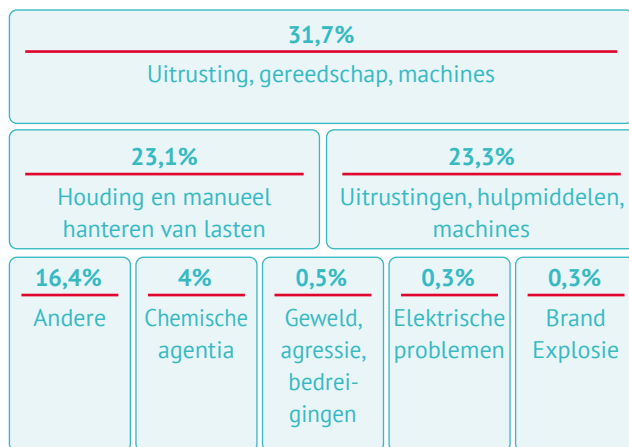 31,7%
Uitrusting, gereedschap, machines
23,1%
Houding en manueel
hanteren van lasten
23,3%
Uitrustingen, hulpmiddelen,
machines
16,4%
Andere
4%
Chemische
agentia
0,5%
Geweld,
agressie,
bedrei-
gingen
0,3%
Elektrische
problemen
0,3%
Brand
Explosie